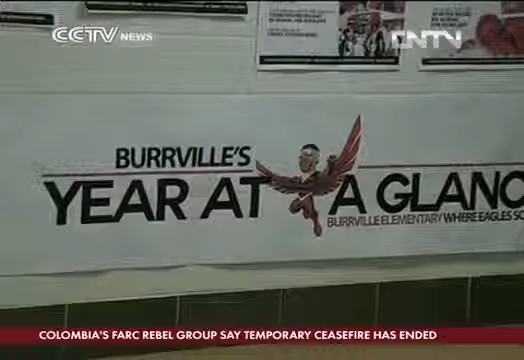 CCTV NEWS
CNTV
BURRVILLE'S
YEAR AT A GLANC
BURRVILLE ELEMENTARY WHERE EAGLES SO
COLOMBIA'S FARC REBEL GROUP SAY TEMPORARY CEASEFIRE HAS ENDED